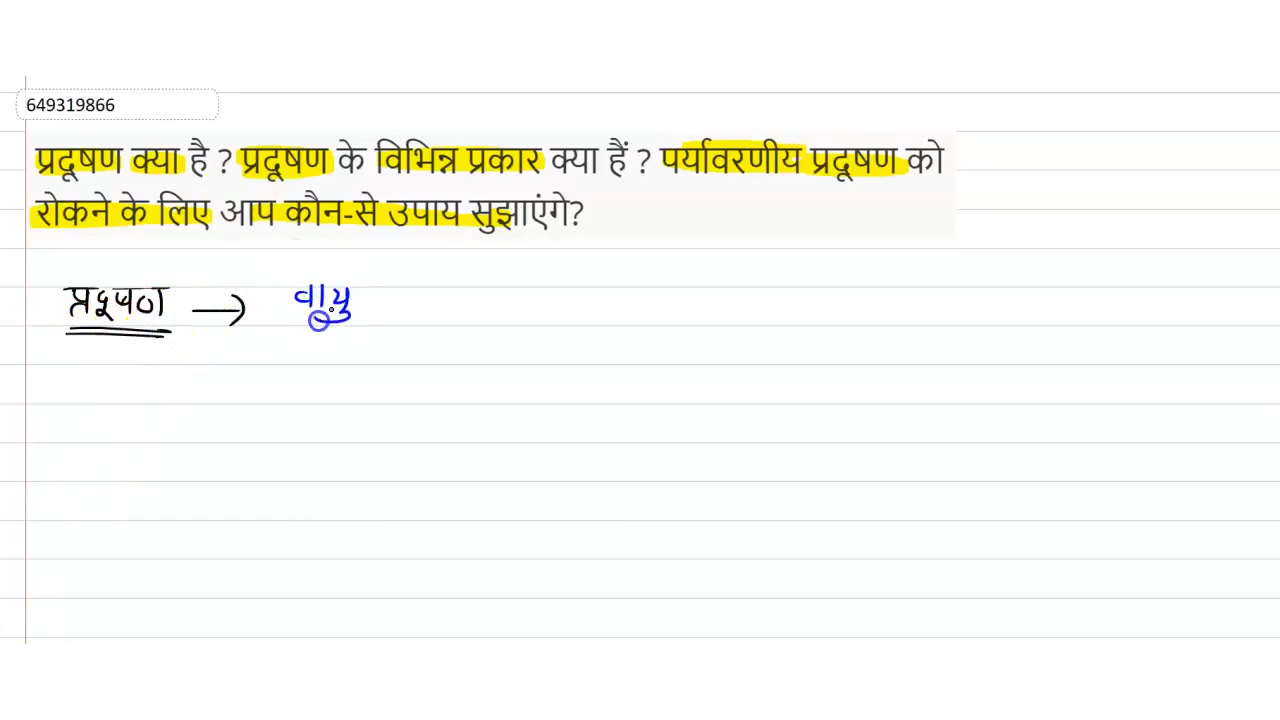 649319866
प्रदूषण क्या है ? प्रदूषण के विभिन्न प्रकार क्या हैं ? पर्यावरणीय प्रदूषण को
रोकने के लिए आप कौन-से उपाय सुझाएंगे?
प्रदूषण → वायु